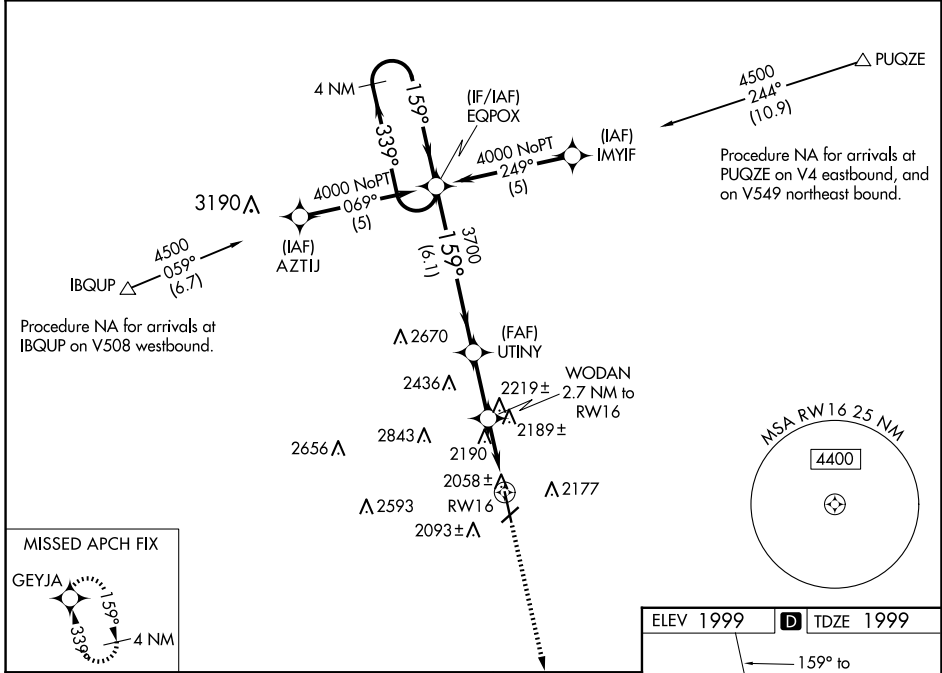 PUQZE
4500
244°
(10.9)
4 NM
159°
339°
(IF/IAF)
EQPOX
4000 NoPT
249°
(5)
(IAF)
IMYIF
Procedure NA for arrivals at
PUQZE on V4 eastbound, and
on V549 northeast bound.
3190
4000 NoPT
069°
(5)
(IAF)
AZTIJ
4500
059°
(6.7)
IBQUP
Procedure NA for arrivals at
IBQUP on V508 westbound.
3700
159°
(6.1)
2670
(FAF)
UTINY
2436
2219±
WODAN
2.7 NM to
RW16
2189±
2656
2843
2190
2058±
2177
2593
RW16
2093±
MSA RW16 25 NM
4400
MISSED APCH FIX
GEYJA
159°
339°
4 NM
ELEV 1999
D
TDZE 1999
159° to